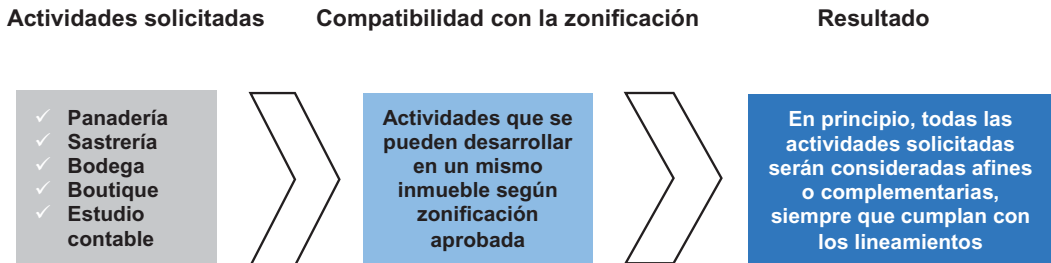 Actividades solicitadas
Compatibilidad con la zonificación
Resultado
Panadería
Sastrería
Bodega
Boutique
Estudio
contable
Actividades que se
pueden desarrollar
en un mismo
inmueble según
zonificación
aprobada
En principio, todas las
actividades solicitadas
serán consideradas afines
o complementarias,
siempre que cumplan con
los lineamientos